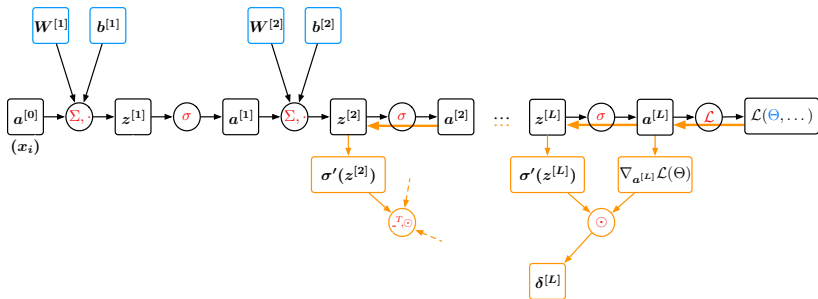 W^{[1]} b^{[1]} W^{[2]} b^{[2]}
a^{[0]} Σ, · z^{[1]} σ a^{[1]} Σ, · z^{[2]} σ a^{[2]} ... z^{[L]} σ a^{[L]} ℒ ℒ(Θ, …)
(x_i)
σ′(z^{[2]}) σ′(z^{[L]}) ∇_{a^{[L]}}ℒ(Θ)
_^T,⊙ ⊙
δ^{[L]}